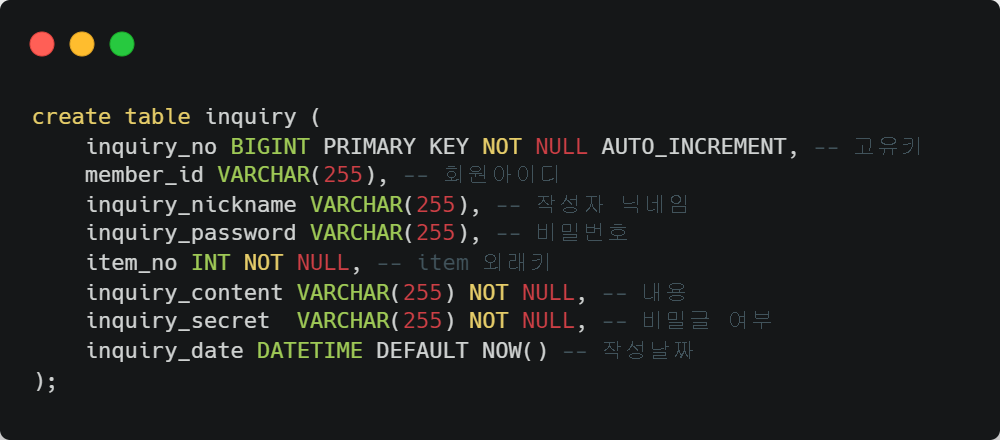 create table inquiry (
    inquiry_no BIGINT PRIMARY KEY NOT NULL AUTO_INCREMENT, -- 고유키
    member_id VARCHAR(255), -- 회원아이디
    inquiry_nickname VARCHAR(255), -- 작성자 닉네임
    inquiry_password VARCHAR(255), -- 비밀번호
    item_no INT NOT NULL, -- item 외래키
    inquiry_content VARCHAR(255) NOT NULL, -- 내용
    inquiry_secret  VARCHAR(255) NOT NULL, -- 비밀글 여부
    inquiry_date DATETIME DEFAULT NOW() -- 작성날짜
);